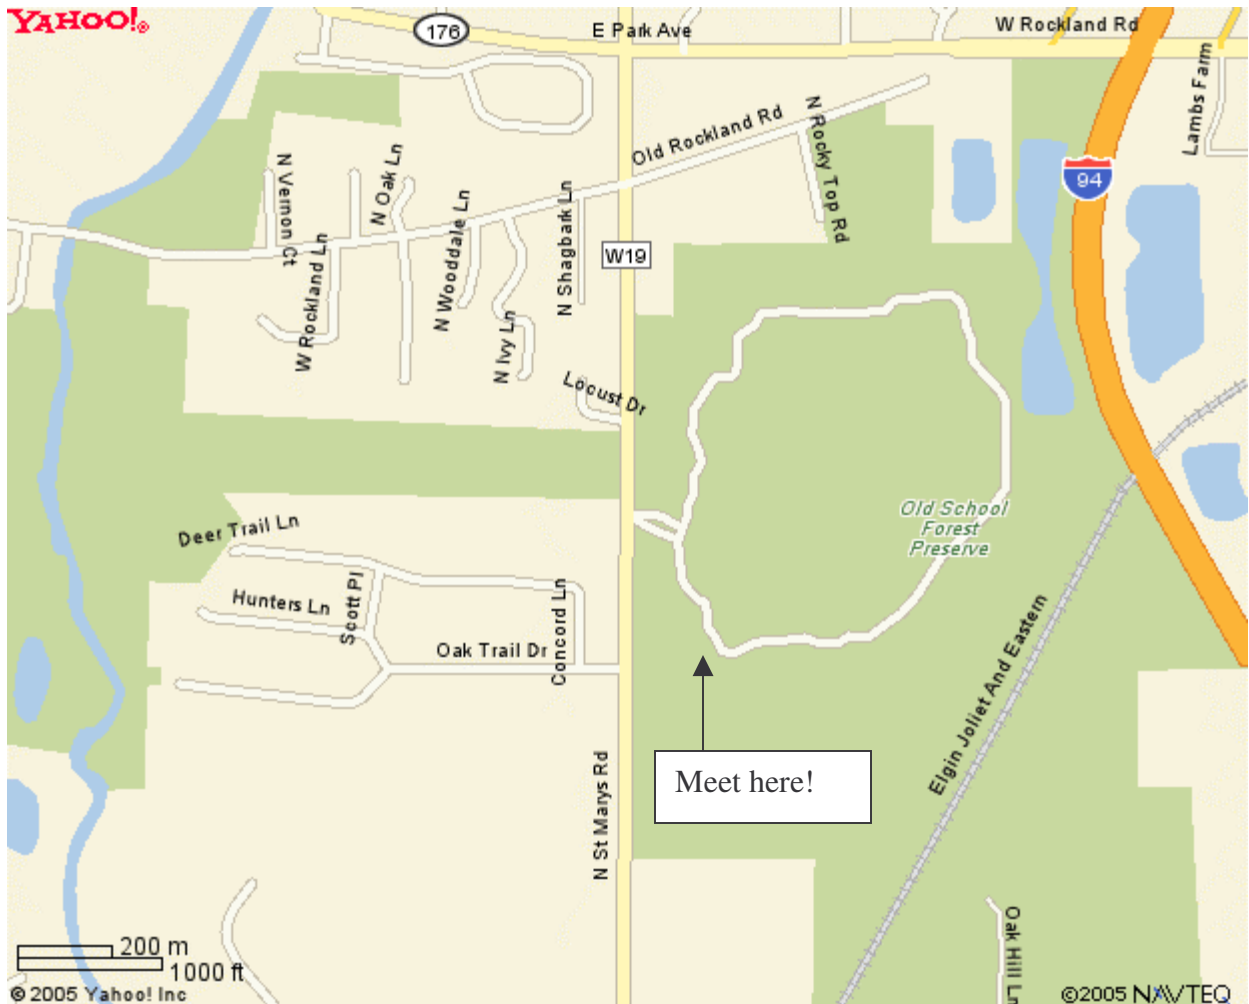 YAHOO!®
176
E Park Ave
W Rockland Rd
Lambs Farm
Old Rockland Rd
N Rocky Top Rd
94
N Vernon Ct
N Oak Ln
N Wooddale Ln
N Shagbark Ln
W19
W Rockland Ln
N Ivy Ln
Locust Dr
Old School
Forest
Preserve
Deer Trail Ln
Hunters Ln
Scott Pl
Oak Trail Dr
Concord Ln
Elgin Joliet And Eastern
Meet here!
N St Marys Rd
Oak Hill Ln
200 m
1000 ft
© 2005 Yahoo! Inc
©2005 NAVTEQ